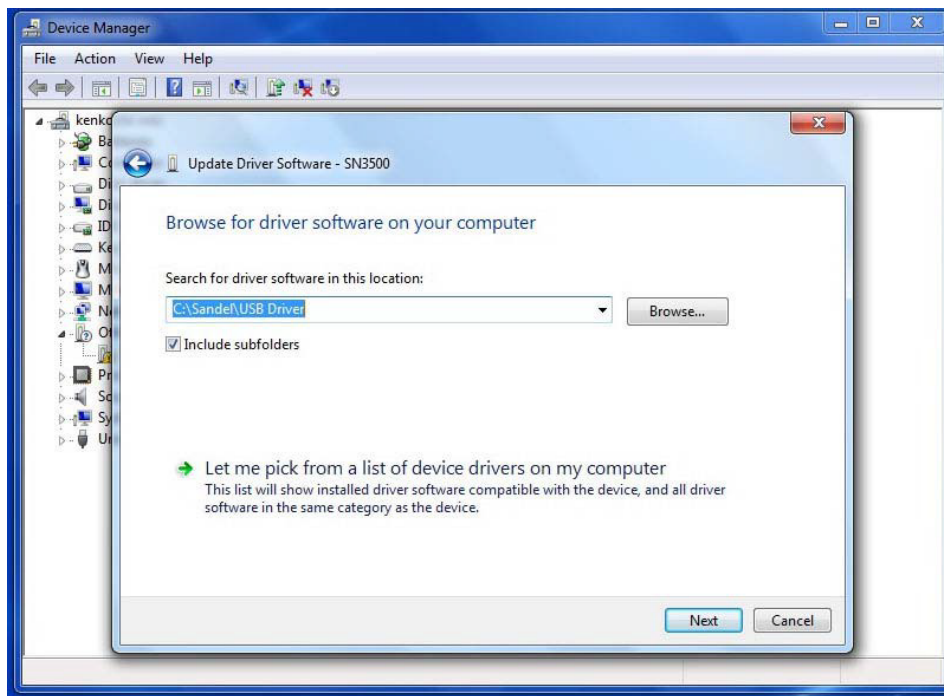 Device Manager
File Action View Help
Update Driver Software - SN3500
Browse for driver software on your computer
Search for driver software in this location:
C:\Sandel\USB Driver
Browse...
Include subfolders
Let me pick from a list of device drivers on my computer
This list will show installed driver software compatible with the device, and all driver
software in the same category as the device.
Next Cancel